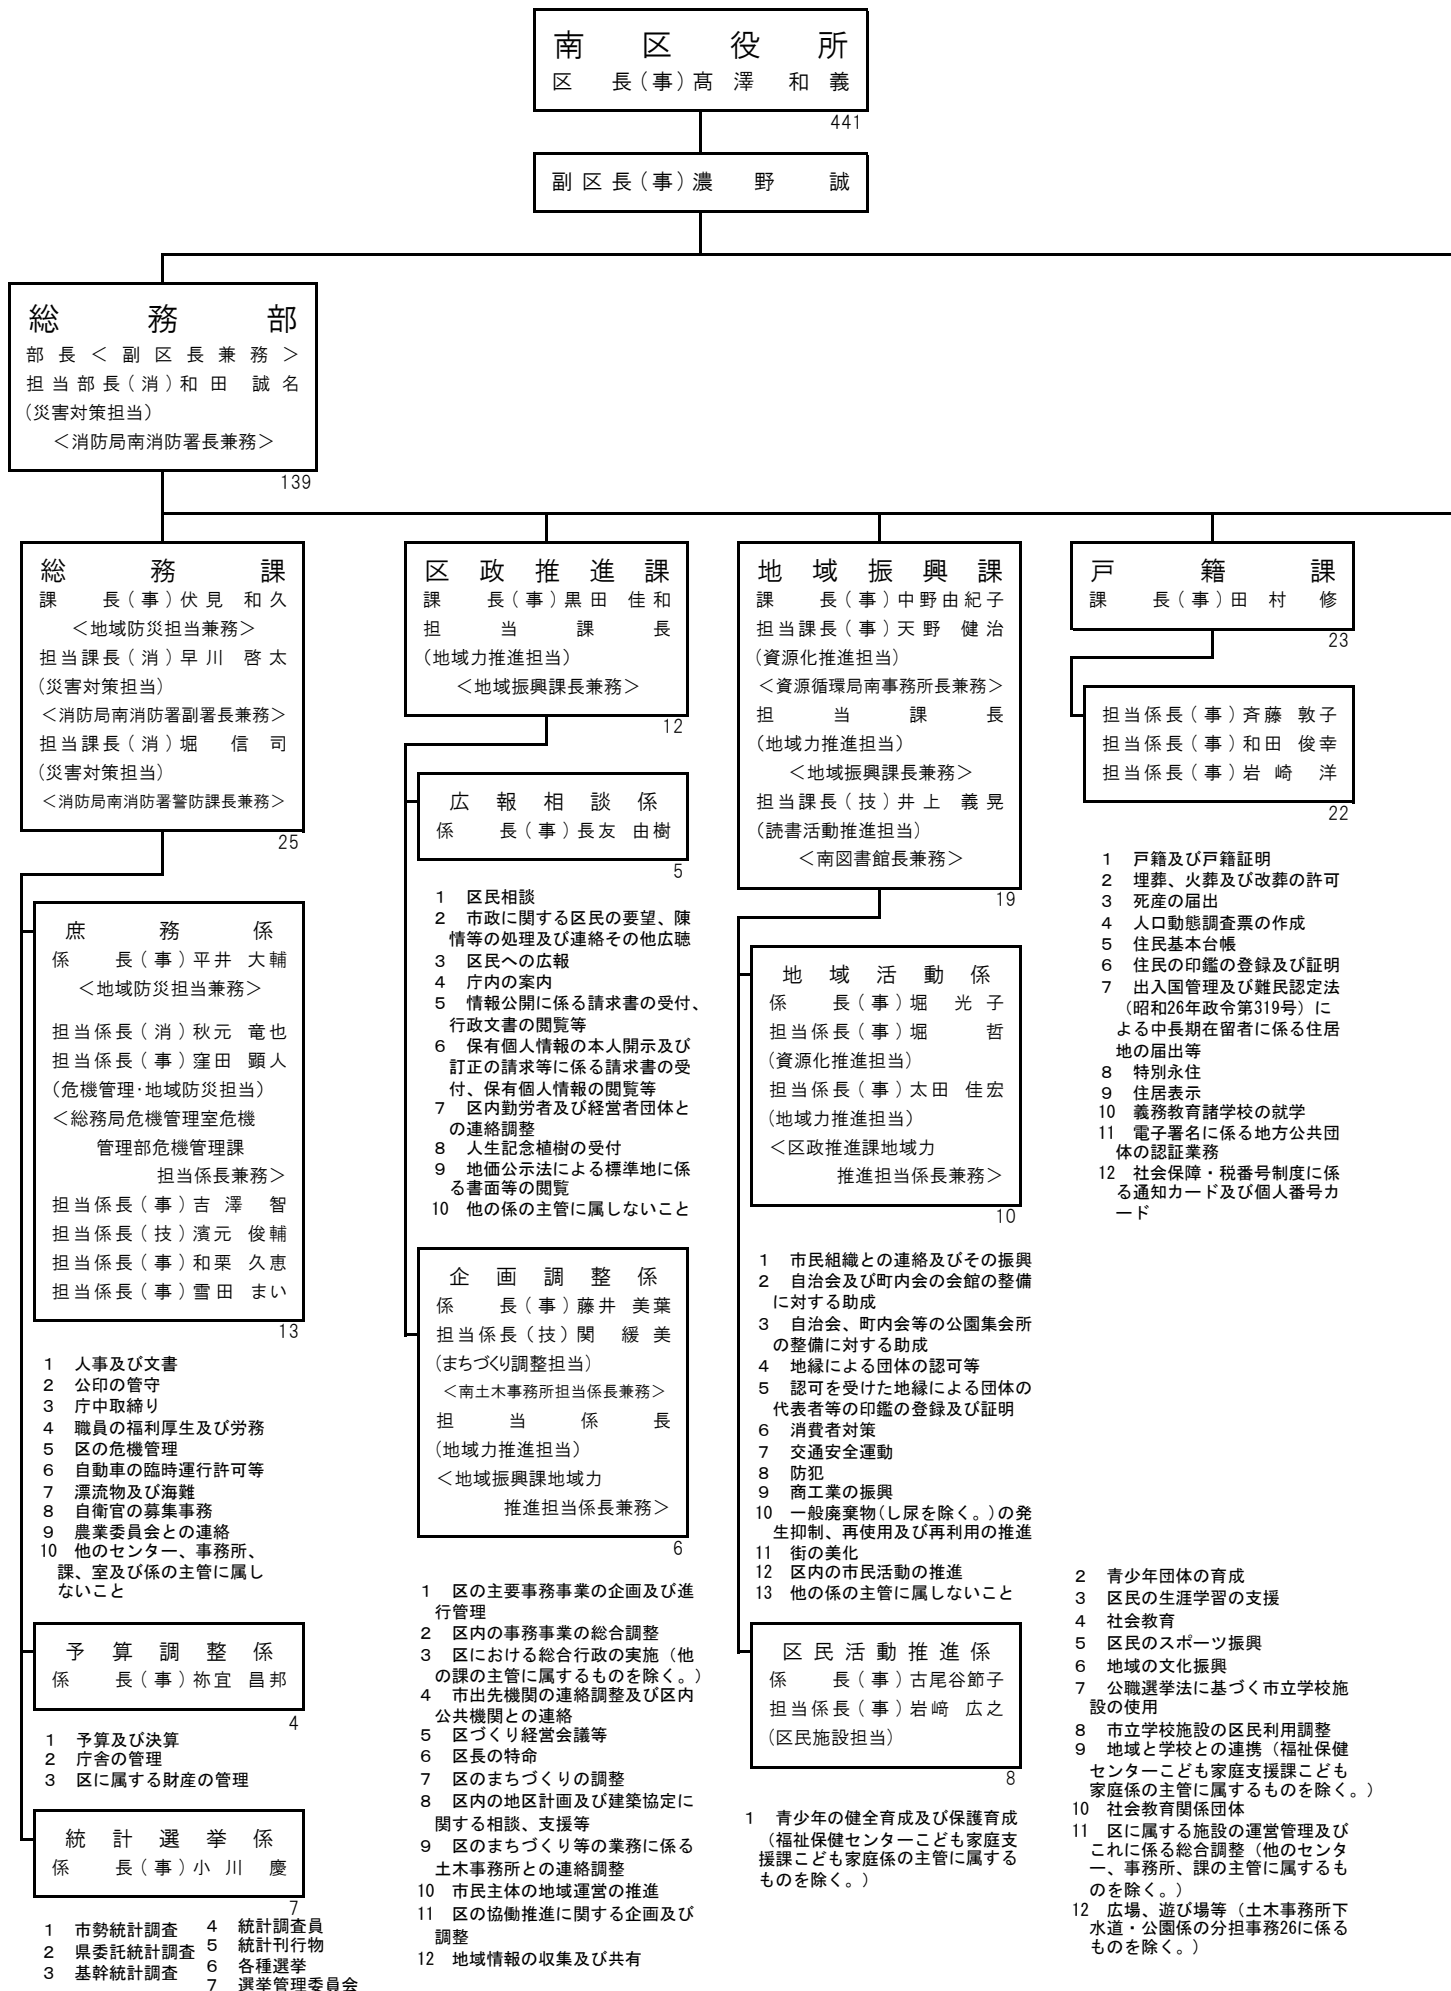 南区役所
区長(事)髙澤和義
441
副区長(事)濃野誠
総務部
部長＜副区長兼務＞
担当部長(消)和田誠名
(災害対策担当)
＜消防局南消防署長兼務＞
139
総務課
課長(事)伏見和久
＜地域防災担当兼務＞
担当課長(消)早川啓太
(災害対策担当)
＜消防局南消防署副署長兼務＞
担当課長(消)堀信司
(災害対策担当)
＜消防局南消防署警防課長兼務＞
25
庶務係
係長(事)平井大輔
＜地域防災担当兼務＞
担当係長(消)秋元竜也
担当係長(事)窪田顕人
(危機管理・地域防災担当)
＜総務局危機管理室危機
管理部危機管理課
担当係長兼務＞
担当係長(事)吉澤智
担当係長(技)濱元俊輔
担当係長(事)和栗久恵
担当係長(事)雪田まい
13
1 人事及び文書
2 公印の管守
3 庁中取締り
4 職員の福利厚生及び労務
5 区の危機管理
6 自動車の臨時運行許可等
7 漂流物及び海難
8 自衛官の募集事務
9 農業委員会との連絡
10 他のセンター、事務所、
課、室及び係の主管に属し
ないこと
予算調整係
係長(事)祢宜昌邦
4
1 予算及び決算
2 庁舎の管理
3 区に属する財産の管理
統計選挙係
係長(事)小川慶
7
1 市勢統計調査
2 県委託統計調査
3 基幹統計調査
4 統計調査員
5 統計刊行物
6 各種選挙
7 選挙管理委員会
区政推進課
課長(事)黒田佳和
担当課長
(地域力推進担当)
＜地域振興課長兼務＞
12
広報相談係
係長(事)長友由樹
5
1 区民相談
2 市政に関する区民の要望、陳
情等の処理及び連絡その他広聴
3 区民への広報
4 庁内の案内
5 情報公開に係る請求書の受付、
行政文書の閲覧等
6 保有個人情報の本人開示及び
訂正の請求等に係る請求書の受
付、保有個人情報の閲覧等
7 区内勤労者及び経営者団体と
の連絡調整
8 人生記念植樹の受付
9 地価公示法による標準地に係
る書面等の閲覧
10 他の係の主管に属しないこと
企画調整係
係長(事)藤井美葉
担当係長(技)関緩美
(まちづくり調整担当)
＜南土木事務所担当係長兼務＞
担当係長
(地域力推進担当)
＜地域振興課地域力
推進担当係長兼務＞
6
1 区の主要事務事業の企画及び進
行管理
2 区内の事務事業の総合調整
3 区における総合行政の実施（他
の課の主管に属するものを除く。）
4 市出先機関の連絡調整及び区内
公共機関との連絡
5 区づくり経営会議等
6 区長の特命
7 区のまちづくりの調整
8 区内の地区計画及び建築協定に
関する相談、支援等
9 区のまちづくり等の業務に係る
土木事務所との連絡調整
10 市民主体の地域運営の推進
11 区の協働推進に関する企画及び
調整
12 地域情報の収集及び共有
地域振興課
課長(事)中野由紀子
担当課長(事)天野健治
(資源化推進担当)
＜資源循環局南事務所長兼務＞
担当課長
(地域力推進担当)
＜地域振興課長兼務＞
担当課長(技)井上義晃
(読書活動推進担当)
＜南図書館長兼務＞
19
地域活動係
係長(事)堀光子
担当係長(事)堀哲
(資源化推進担当)
担当係長(事)太田佳宏
(地域力推進担当)
＜区政推進課地域力
推進担当係長兼務＞
10
1 市民組織との連絡及びその振興
2 自治会及び町内会の会館の整備
に対する助成
3 自治会、町内会等の公園集会所
の整備に対する助成
4 地縁による団体の認可等
5 認可を受けた地縁による団体の
代表者等の印鑑の登録及び証明
6 消費者対策
7 交通安全運動
8 防犯
9 商工業の振興
10 一般廃棄物(し尿を除く。)の発
生抑制、再使用及び再利用の推進
11 街の美化
12 区内の市民活動の推進
13 他の係の主管に属しないこと
区民活動推進係
係長(事)古尾谷節子
担当係長(事)岩﨑広之
(区民施設担当)
8
1 青少年の健全育成及び保護育成
（福祉保健センターこども家庭支
援課こども家庭係の主管に属する
ものを除く。）
戸籍課
課長(事)田村修
23
担当係長(事)斉藤敦子
担当係長(事)和田俊幸
担当係長(事)岩崎洋
22
1 戸籍及び戸籍証明
2 埋葬、火葬及び改葬の許可
3 死産の届出
4 人口動態調査票の作成
5 住民基本台帳
6 住民の印鑑の登録及び証明
7 出入国管理及び難民認定法
（昭和26年政令第319号）に
よる中長期在留者に係る住居
地の届出等
8 特別永住
9 住居表示
10 義務教育諸学校の就学
11 電子署名に係る地方公共団
体の認証業務
12 社会保障・税番号制度に係
る通知カード及び個人番号カ
ード
2 青少年団体の育成
3 区民の生涯学習の支援
4 社会教育
5 区民のスポーツ振興
6 地域の文化振興
7 公職選挙法に基づく市立学校施
設の使用
8 市立学校施設の区民利用調整
9 地域と学校との連携（福祉保健
センターこども家庭支援課こども
家庭係の主管に属するものを除く。）
10 社会教育関係団体
11 区に属する施設の運営管理及び
これに係る総合調整（他のセンタ
ー、事務所、課の主管に属するも
のを除く。）
12 広場、遊び場等（土木事務所下
水道・公園係の分担事務26に係る
ものを除く。）